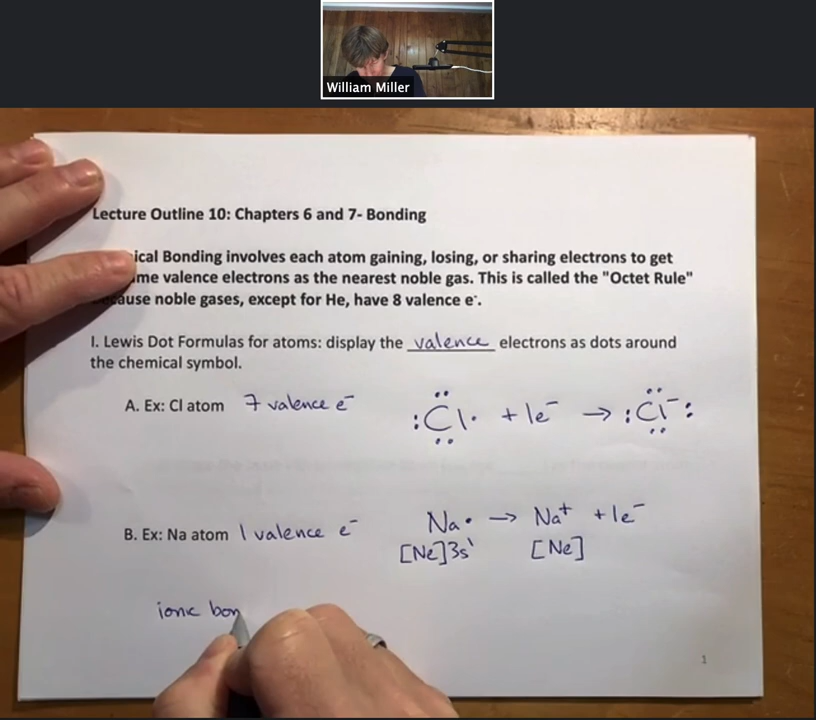 William Miller
Lecture Outline 10: Chapters 6 and 7- Bonding
ical Bonding involves each atom gaining, losing, or sharing electrons to get
me valence electrons as the nearest noble gas. This is called the "Octet Rule"
ause noble gases, except for He, have 8 valence e⁻.
I. Lewis Dot Formulas for atoms: display the valence electrons as dots around
the chemical symbol.
A. Ex: Cl atom 7 valence e⁻ :Cl· + 1e⁻ → :Cl⁻:
B. Ex: Na atom 1 valence e⁻ Na· → Na⁺ + 1e⁻
[Ne]3s¹ [Ne]
ionic bon
1